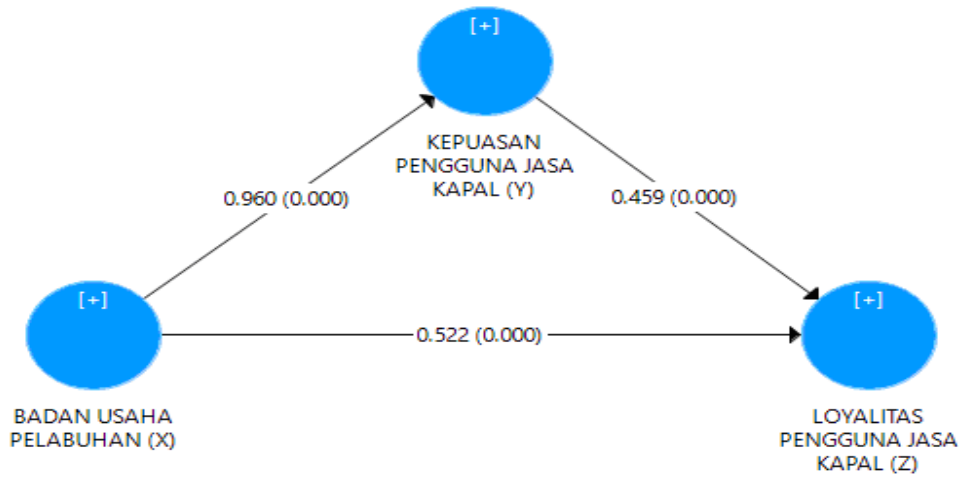 [+]
KEPUASAN
PENGGUNA JASA
KAPAL (Y)
0.960 (0.000)
0.459 (0.000)
[+]
[+]
0.522 (0.000)
BADAN USAHA
PELABUHAN (X)
LOYALITAS
PENGGUNA JASA
KAPAL (Z)